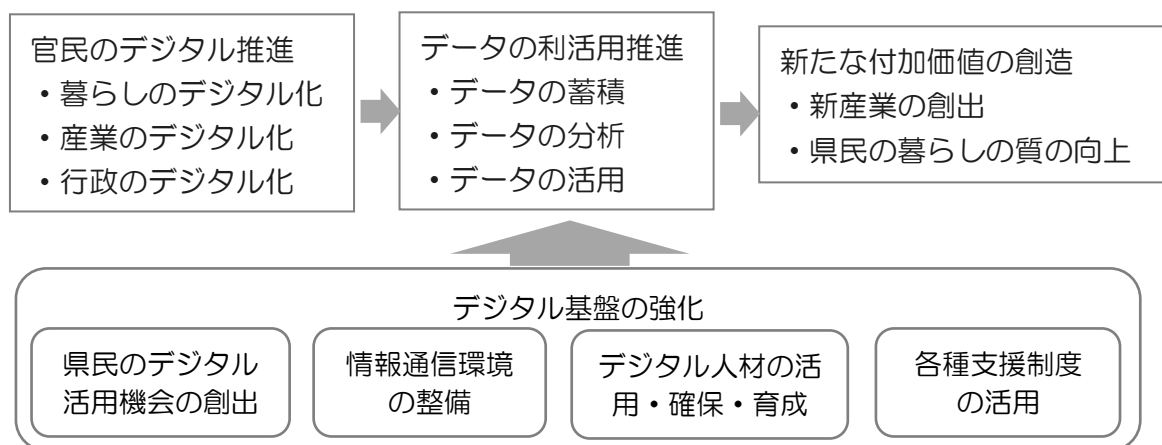 官民のデジタル推進
・暮らしのデジタル化
・産業のデジタル化
・行政のデジタル化
データの利活用推進
・データの蓄積
・データの分析
・データの活用
新たな付加価値の創造
・新産業の創出
・県民の暮らしの質の向上
デジタル基盤の強化
県民のデジタル
活用機会の創出
情報通信環境
の整備
デジタル人材の活
用・確保・育成
各種支援制度
の活用